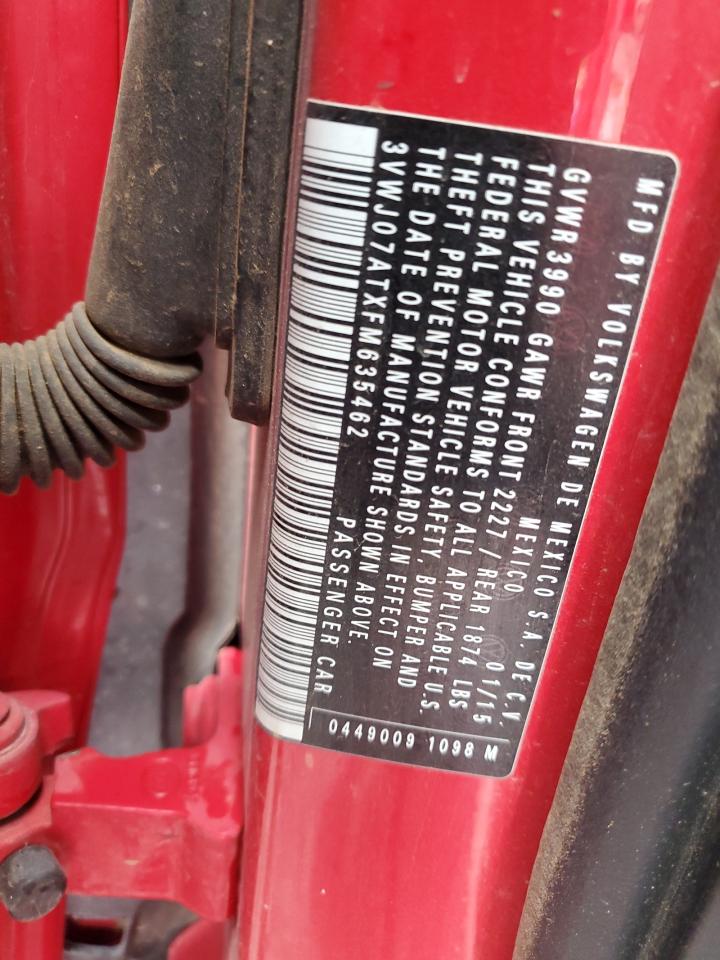 MFD BY VOLKSWAGEN DE MEXICO S.A. DE C.V.
MEXICO 01/15
GVWR 3990 GAWR FRONT 2227 / REAR 1874 LBS
THIS VEHICLE CONFORMS TO ALL APPLICABLE U.S.
FEDERAL MOTOR VEHICLE SAFETY, BUMPER AND
THEFT PREVENTION STANDARDS IN EFFECT ON
THE DATE OF MANUFACTURE SHOWN ABOVE.
3VWJ07ATXFM635462 PASSENGER CAR
0449009 1098 M